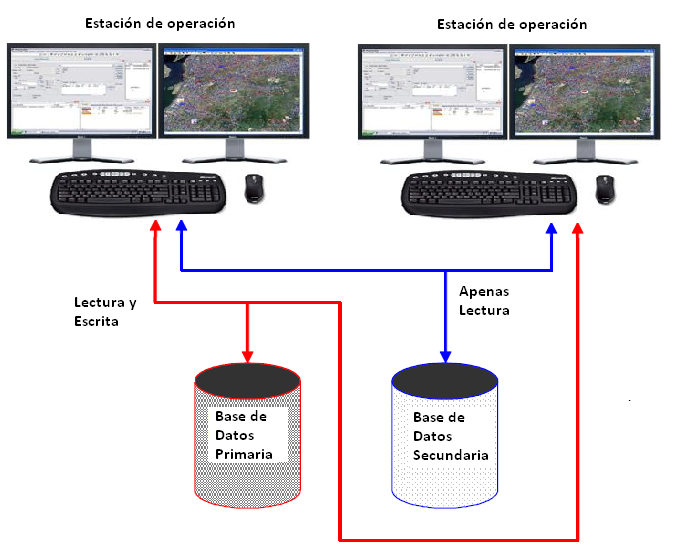 Estación de operación
Estación de operación
Lectura y
Escrita
Apenas
Lectura
Base de
Datos
Primaria
Base de
Datos
Secundaria